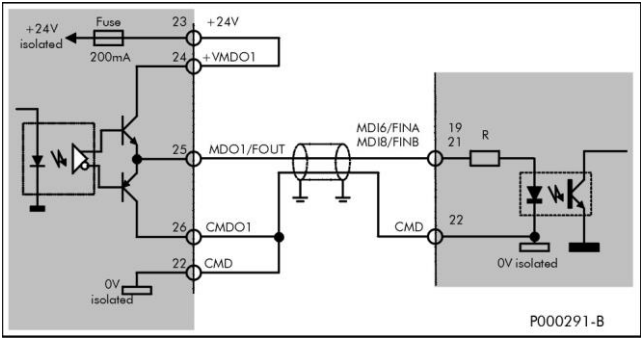 +24V
isolated
Fuse
200mA
23
+24V
24
+VMDO1
25
MDO1/FOUT
26
CMDO1
22
CMD
0V
isolated
MDI6/FINA
MDI8/FINB
19
21
R
CMD
22
0V isolated
P000291-B